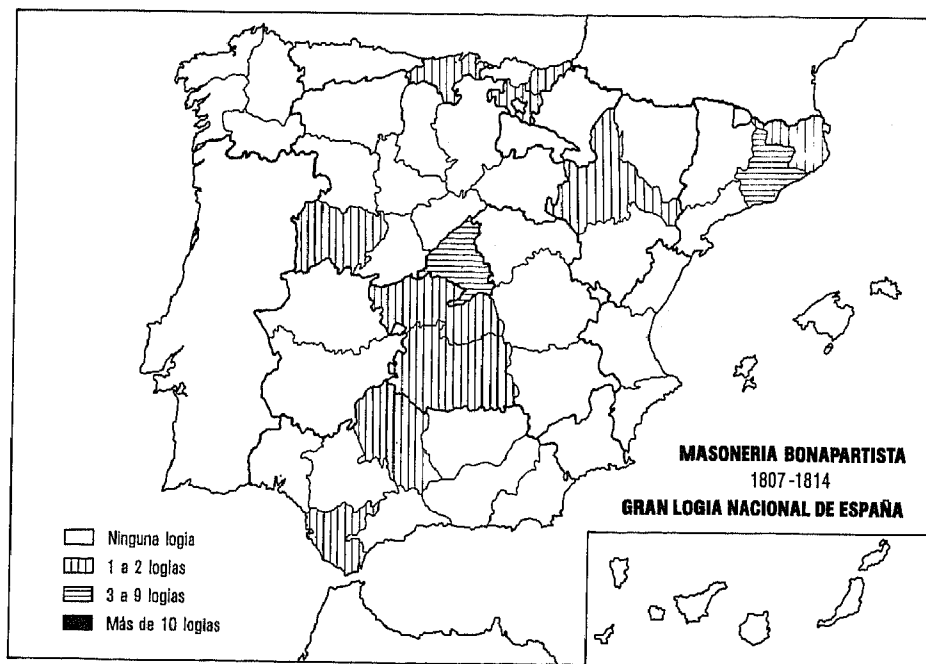 MASONERIA BONAPARTISTA
1807-1814
GRAN LOGIA NACIONAL DE ESPAÑA
Ninguna logia
1 a 2 logias
3 a 9 logias
Más de 10 logias